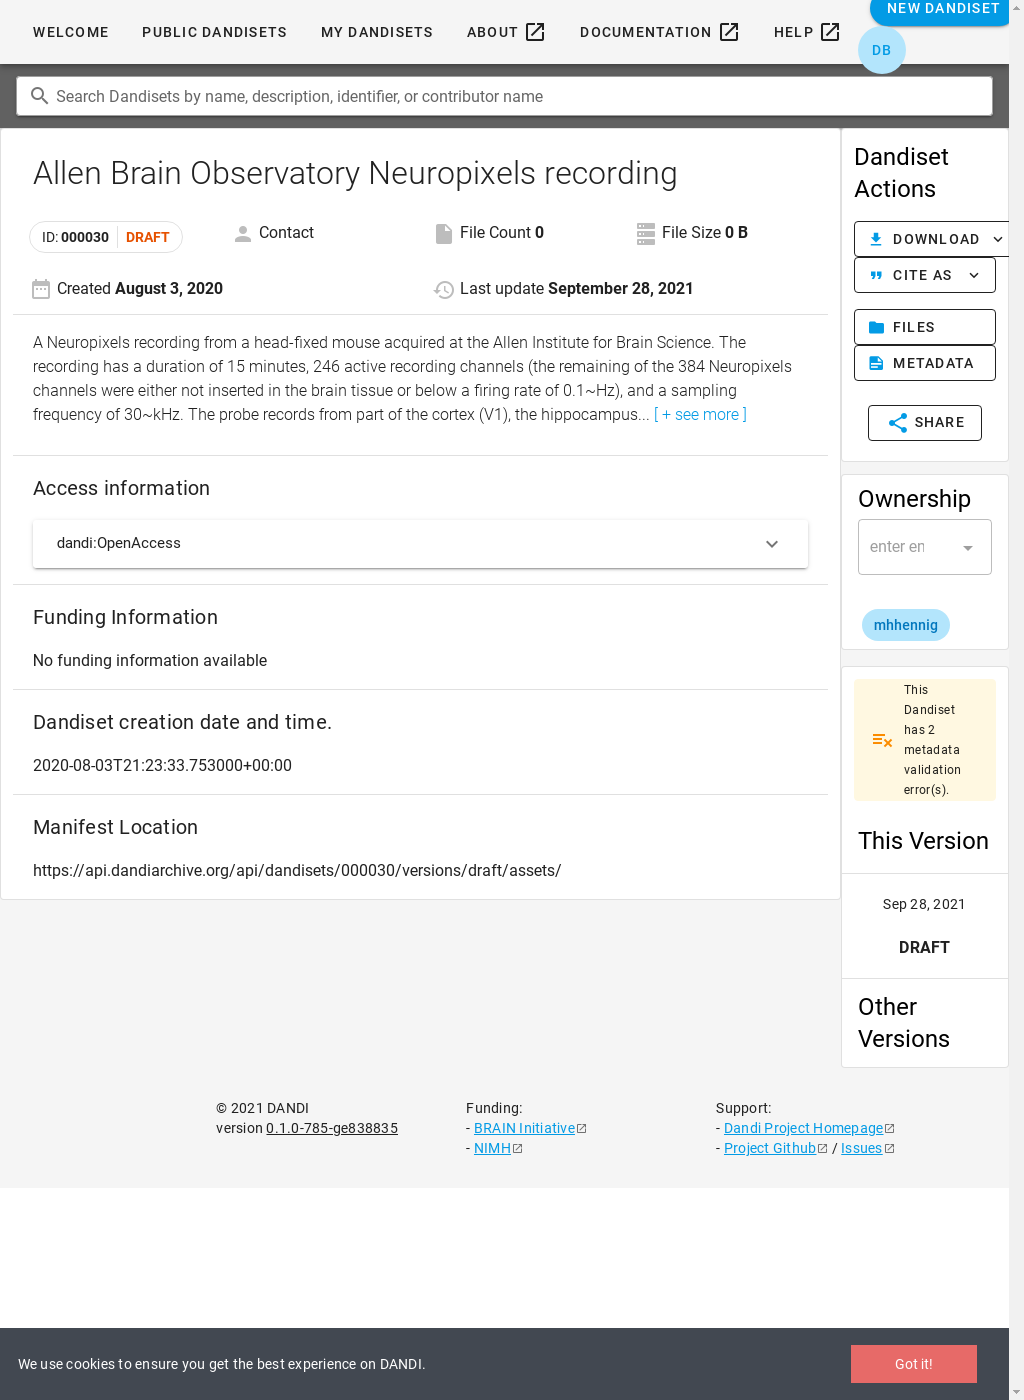 WELCOME
PUBLIC DANDISETS
MY DANDISETS
ABOUT
DOCUMENTATION
HELP
NEW DANDISET
DB
Search Dandisets by name, description, identifier, or contributor name
Allen Brain Observatory Neuropixels recording
ID: 000030 DRAFT
Contact
File Count 0
File Size 0 B
Created August 3, 2020
Last update September 28, 2021
A Neuropixels recording from a head-fixed mouse acquired at the Allen Institute for Brain Science. The
recording has a duration of 15 minutes, 246 active recording channels (the remaining of the 384 Neuropixels
channels were either not inserted in the brain tissue or below a firing rate of 0.1~Hz), and a sampling
frequency of 30~kHz. The probe records from part of the cortex (V1), the hippocampus... [ + see more ]
Access information
dandi:OpenAccess
Funding Information
No funding information available
Dandiset creation date and time.
2020-08-03T21:23:33.753000+00:00
Manifest Location
https://api.dandiarchive.org/api/dandisets/000030/versions/draft/assets/
Dandiset
Actions
DOWNLOAD
CITE AS
FILES
METADATA
SHARE
Ownership
enter en
mhhennig
This
Dandiset
has 2
metadata
validation
error(s).
This Version
Sep 28, 2021
DRAFT
Other
Versions
© 2021 DANDI
version 0.1.0-785-ge838835
Funding:
- BRAIN Initiative
- NIMH
Support:
- Dandi Project Homepage
- Project Github / Issues
We use cookies to ensure you get the best experience on DANDI.
Got it!